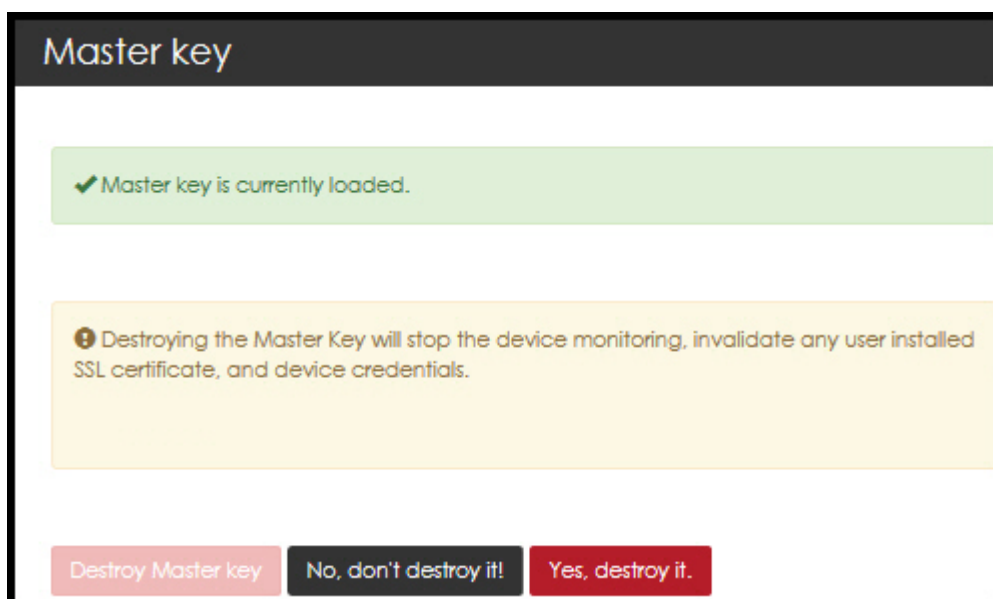 Master key
Master key is currently loaded.
Destroying the Master Key will stop the device monitoring, invalidate any user installed
SSL certificate, and device credentials.
Destroy Master key No, don't destroy it! Yes, destroy it.